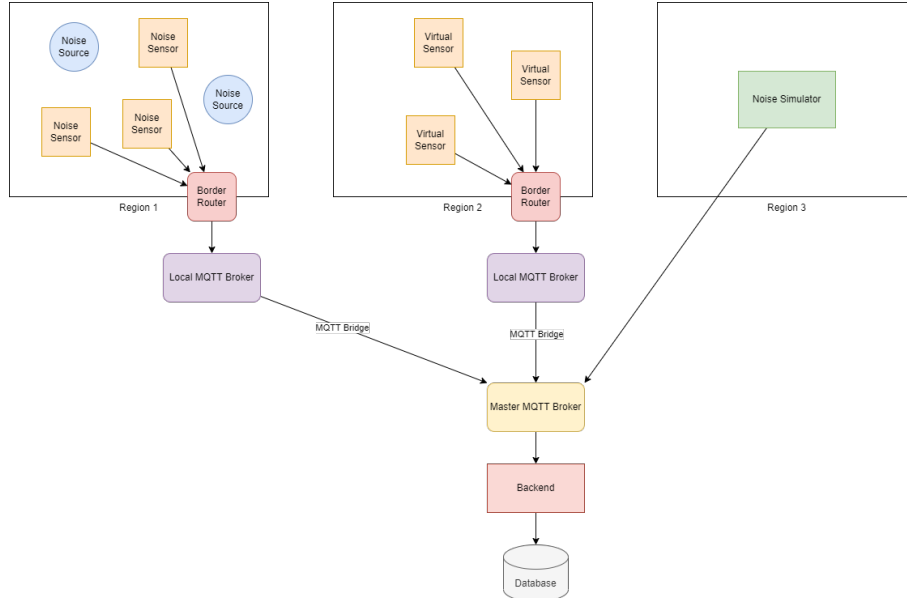 Noise
Source
Noise
Sensor
Noise
Source
Noise
Sensor
Noise
Sensor
Border
Router
Region 1
Virtual
Sensor
Virtual
Sensor
Virtual
Sensor
Border
Router
Region 2
Noise Simulator
Region 3
Local MQTT Broker
Local MQTT Broker
MQTT Bridge
MQTT Bridge
Master MQTT Broker
Backend
Database